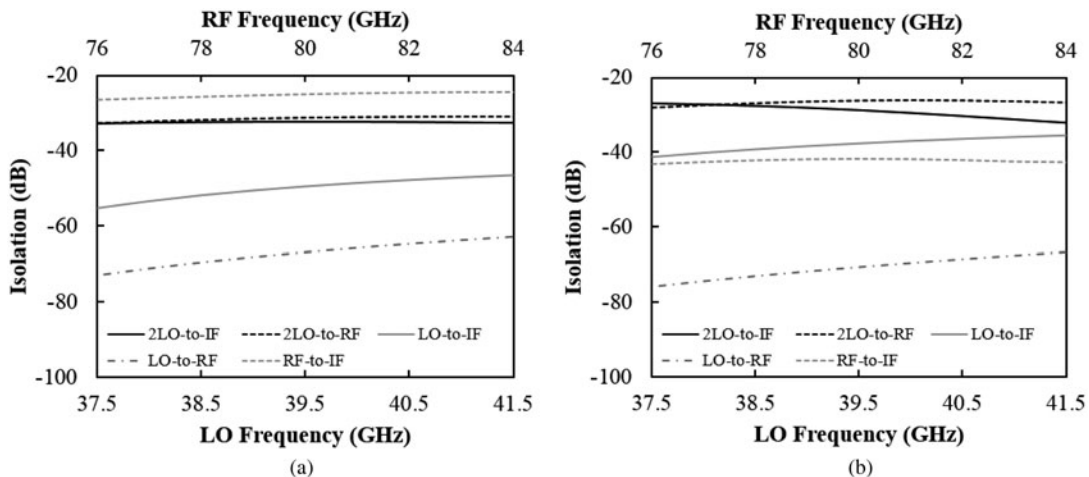 RF Frequency (GHz)
76 78 80 82 84
-20
-40
-60
-80
-100
Isolation (dB)
2LO-to-IF 2LO-to-RF LO-to-IF
LO-to-RF RF-to-IF
37.5 38.5 39.5 40.5 41.5
LO Frequency (GHz)
(a)
RF Frequency (GHz)
76 78 80 82 84
-20
-40
-60
-80
-100
Isolation (dB)
2LO-to-IF 2LO-to-RF LO-to-IF
LO-to-RF RF-to-IF
37.5 38.5 39.5 40.5 41.5
LO Frequency (GHz)
(b)